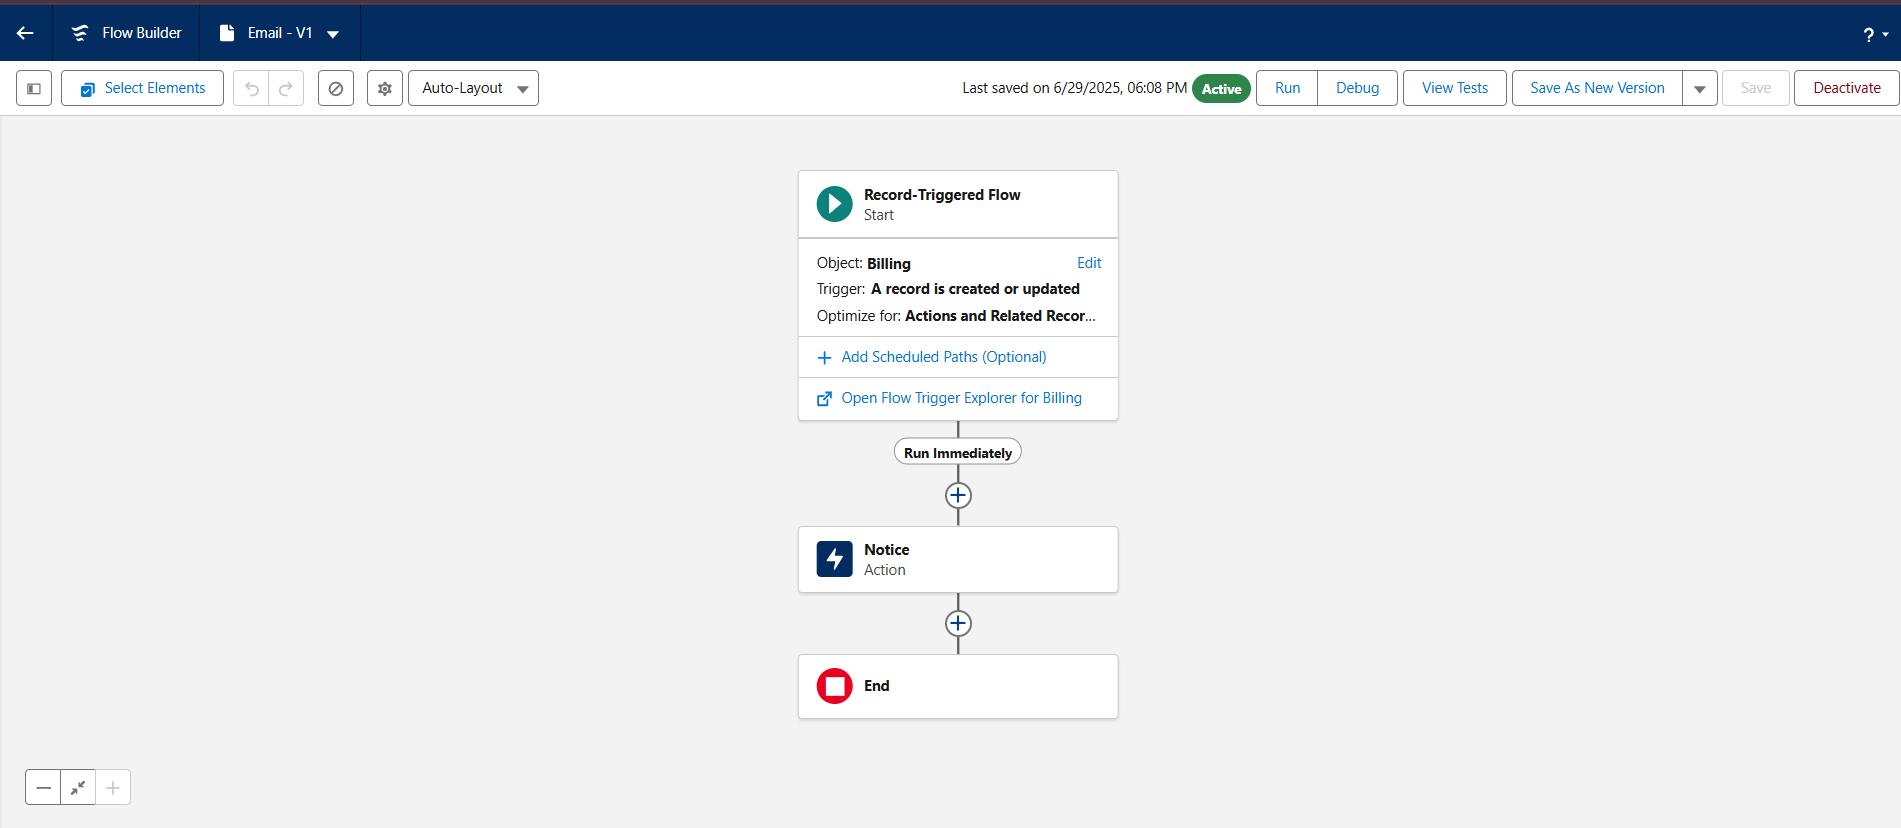 Flow Builder
Email - V1
?
Select Elements
Auto-Layout
Last saved on 6/29/2025, 06:08 PM
Active
Run
Debug
View Tests
Save As New Version
Save
Deactivate
Record-Triggered Flow
Start
Object: Billing
Edit
Trigger: A record is created or updated
Optimize for: Actions and Related Recor...
Add Scheduled Paths (Optional)
Open Flow Trigger Explorer for Billing
Run Immediately
Notice
Action
End